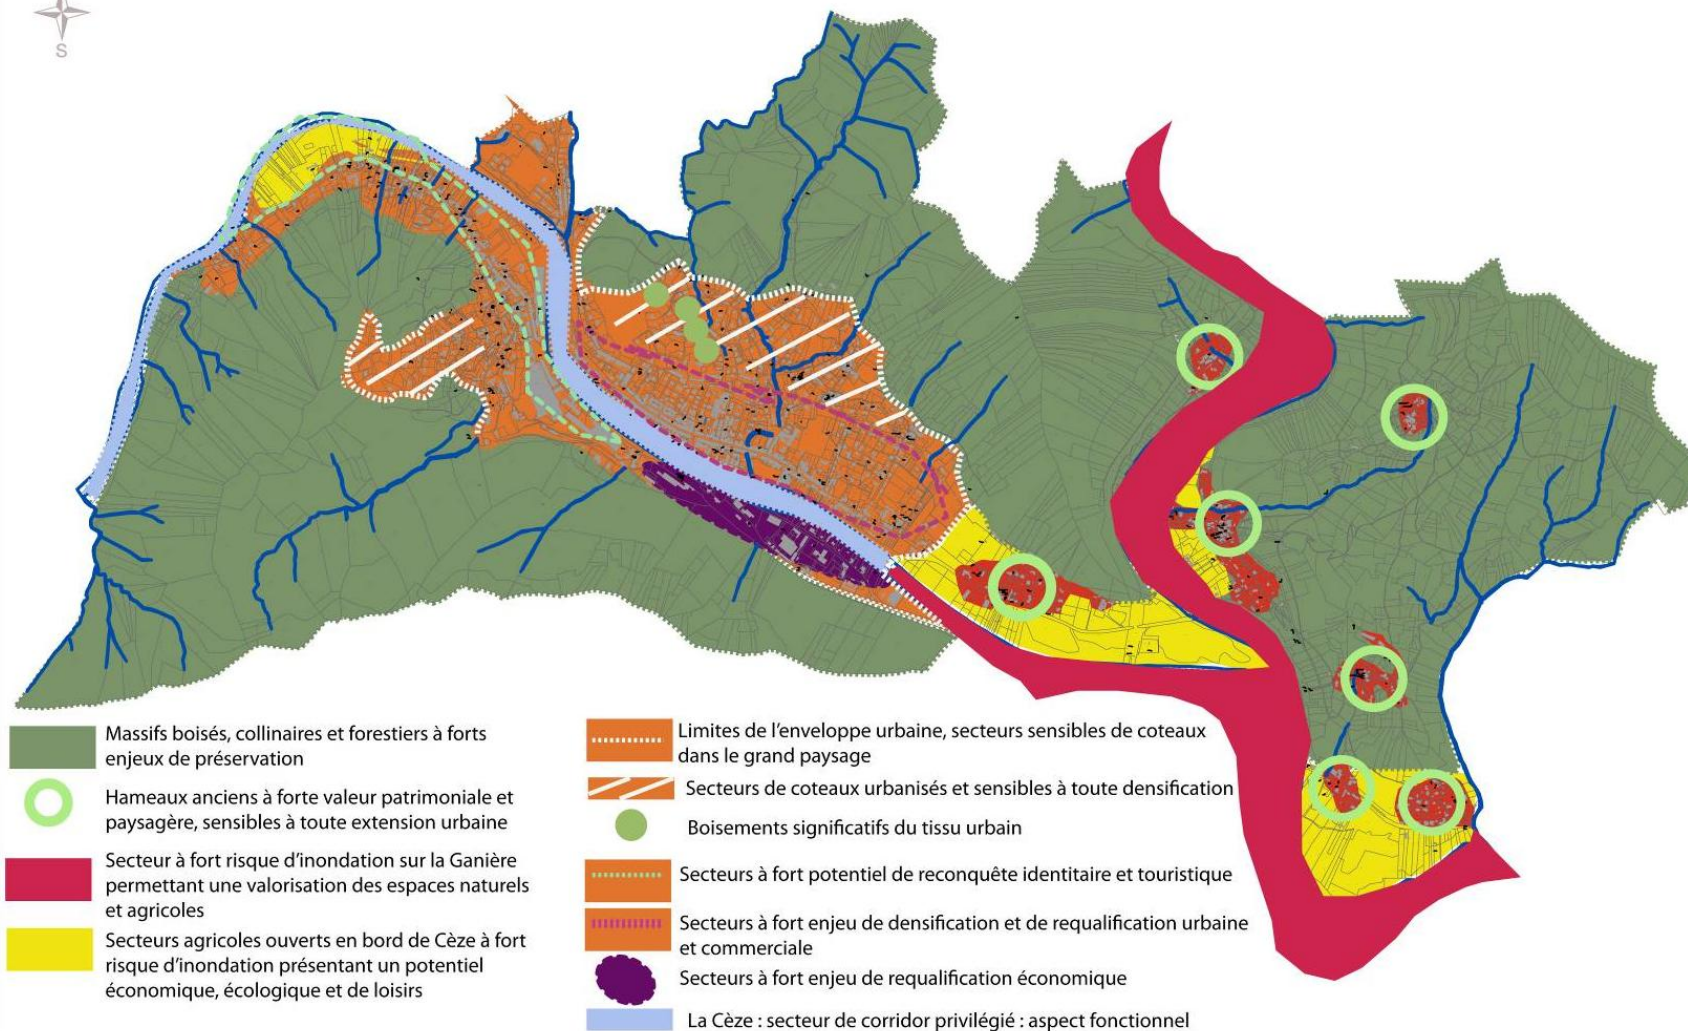 S
Massifs boisés, collinaires et forestiers à forts
enjeux de préservation
Hameaux anciens à forte valeur patrimoniale et
paysagère, sensibles à toute extension urbaine
Secteur à fort risque d'inondation sur la Ganière
permettant une valorisation des espaces naturels
et agricoles
Secteurs agricoles ouverts en bord de Cèze à fort
risque d'inondation présentant un potentiel
économique, écologique et de loisirs
Limites de l'enveloppe urbaine, secteurs sensibles de coteaux
dans le grand paysage
Secteurs de coteaux urbanisés et sensibles à toute densification
Boisements significatifs du tissu urbain
Secteurs à fort potentiel de reconquête identitaire et touristique
Secteurs à fort enjeu de densification et de requalification urbaine
et commerciale
Secteurs à fort enjeu de requalification économique
La Cèze : secteur de corridor privilégié : aspect fonctionnel